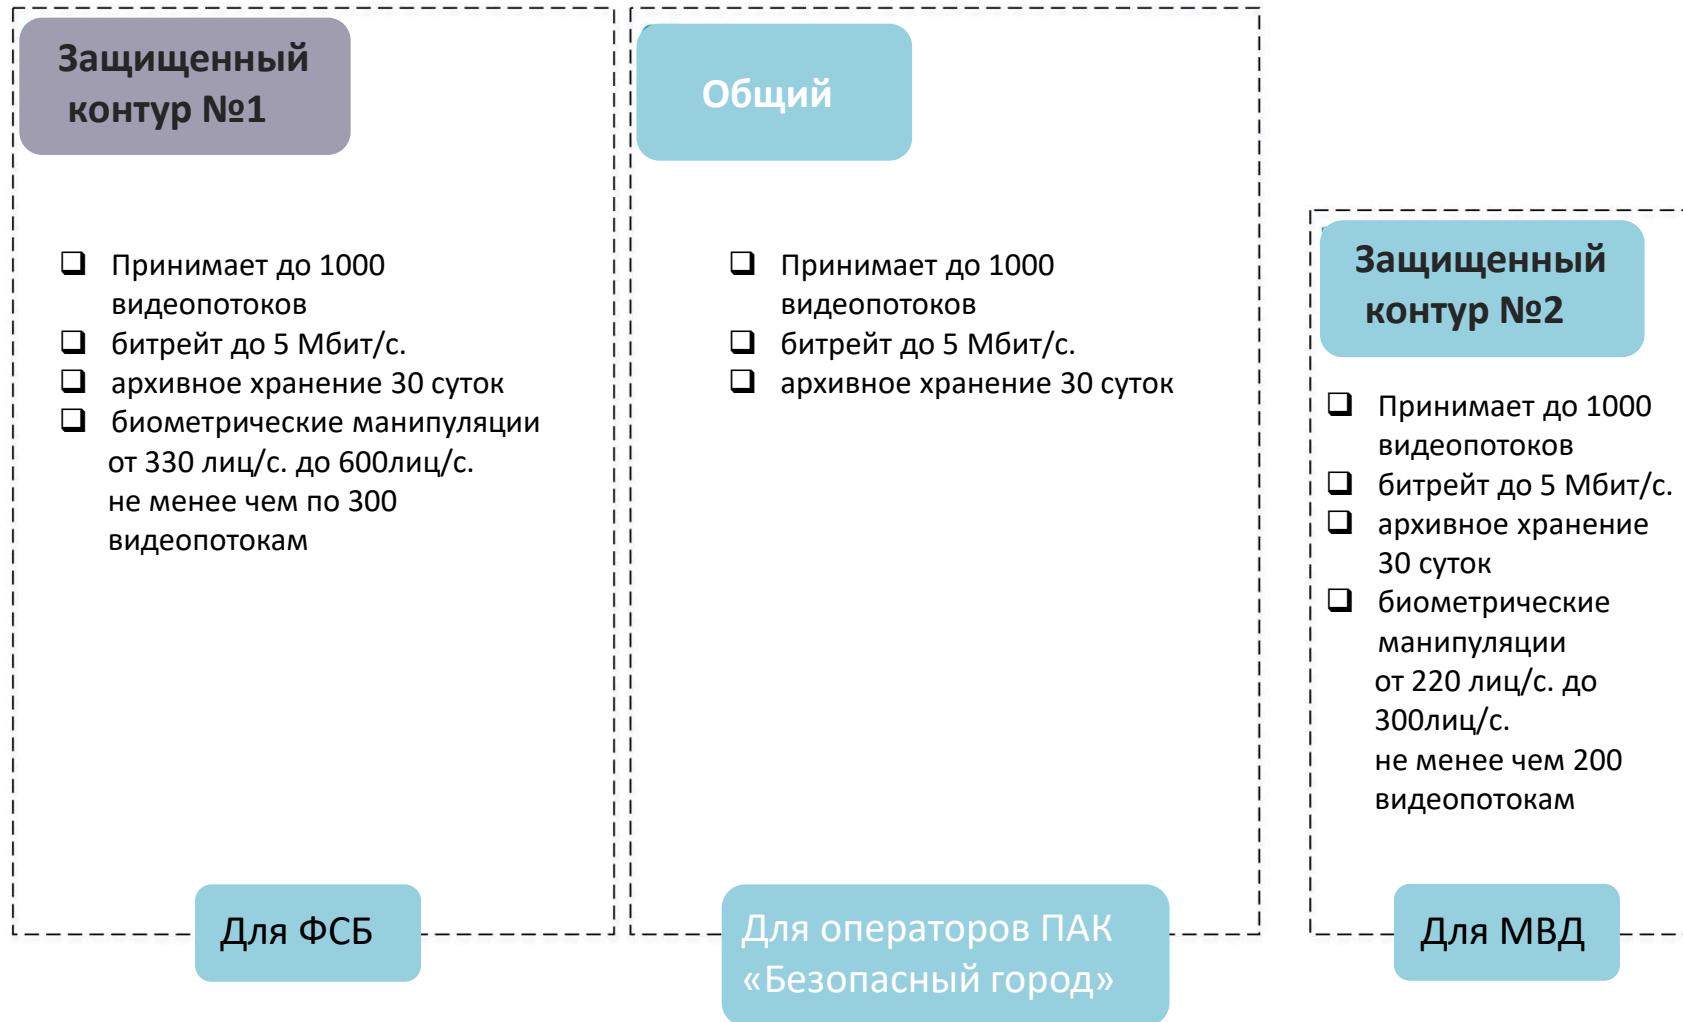 Защищенный
контур №1
Принимает до 1000
видеопотоков
битрейт до 5 Мбит/с.
архивное хранение 30 суток
биометрические манипуляции
от 330 лиц/с. до 600лиц/с.
не менее чем по 300
видеопотокам
Для ФСБ
Общий
Принимает до 1000
видеопотоков
битрейт до 5 Мбит/с.
архивное хранение 30 суток
Для операторов ПАК
«Безопасный город»
Защищенный
контур №2
Принимает до 1000
видеопотоков
битрейт до 5 Мбит/с.
архивное хранение
30 суток
биометрические
манипуляции
от 220 лиц/с. до
300лиц/с.
не менее чем 200
видеопотокам
Для МВД